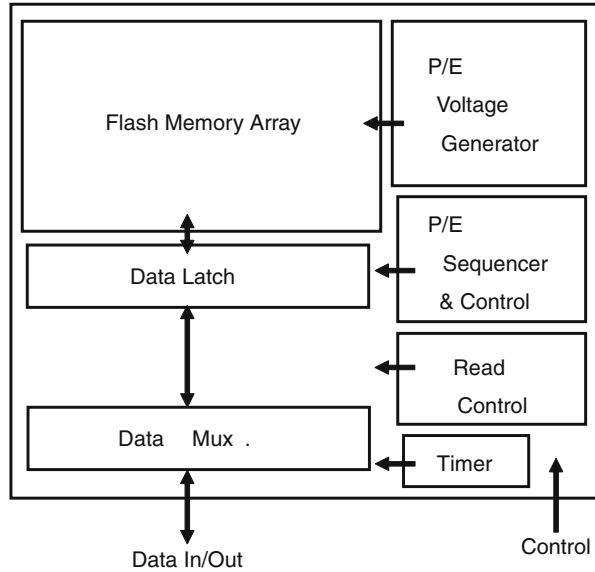 Flash Memory Array
P/E
Voltage
Generator
P/E
Sequencer
& Control
Data Latch
Read
Control
Data Mux .
Timer
Data In/Out
Control